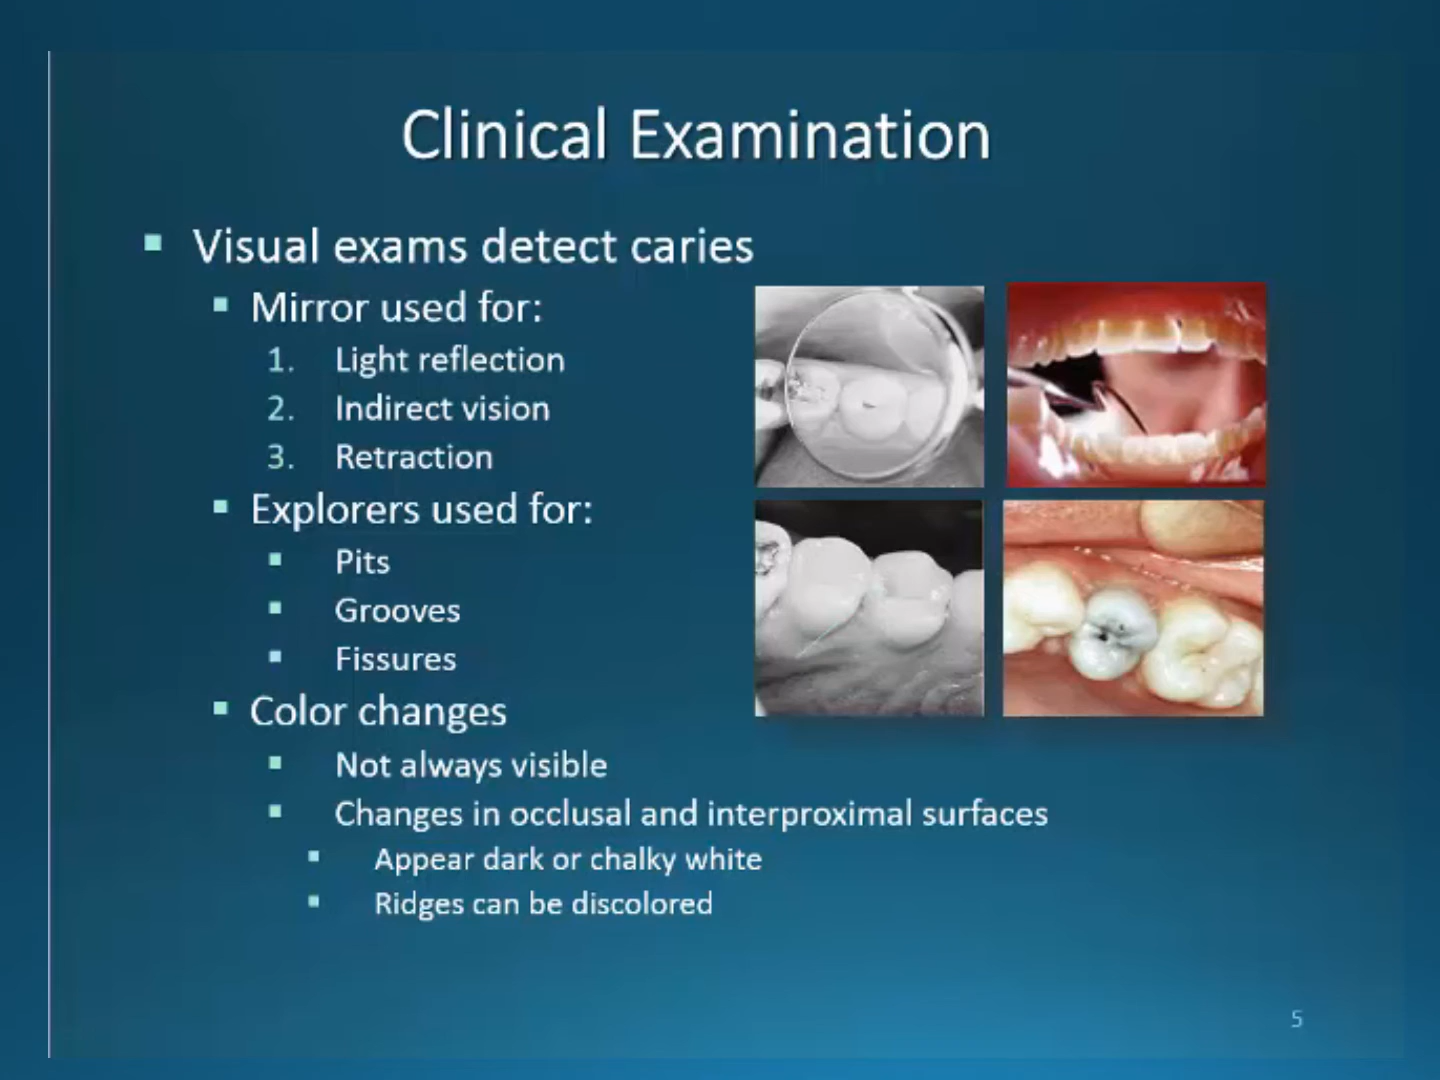 Clinical Examination
Visual exams detect caries
Mirror used for:
1. Light reflection
2. Indirect vision
3. Retraction
Explorers used for:
Pits
Grooves
Fissures
Color changes
Not always visible
Changes in occlusal and interproximal surfaces
Appear dark or chalky white
Ridges can be discolored
5